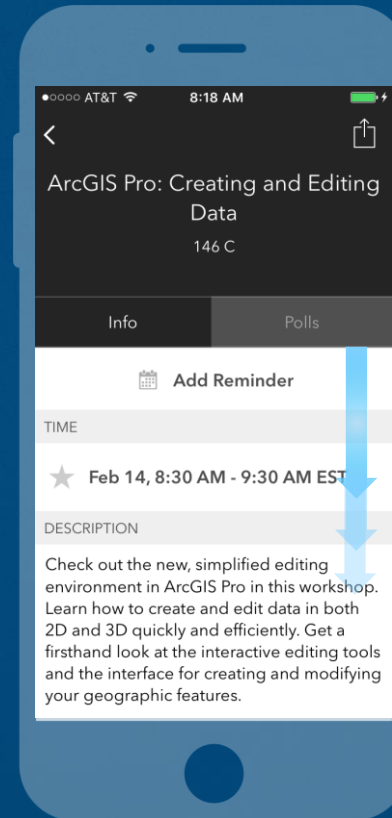 AT&T 8:18 AM
ArcGIS Pro: Creating and Editing
Data
146 C
Info Polls
Add Reminder
TIME
Feb 14, 8:30 AM - 9:30 AM EST
DESCRIPTION
Check out the new, simplified editing
environment in ArcGIS Pro in this workshop.
Learn how to create and edit data in both
2D and 3D quickly and efficiently. Get a
firsthand look at the interactive editing tools
and the interface for creating and modifying
your geographic features.